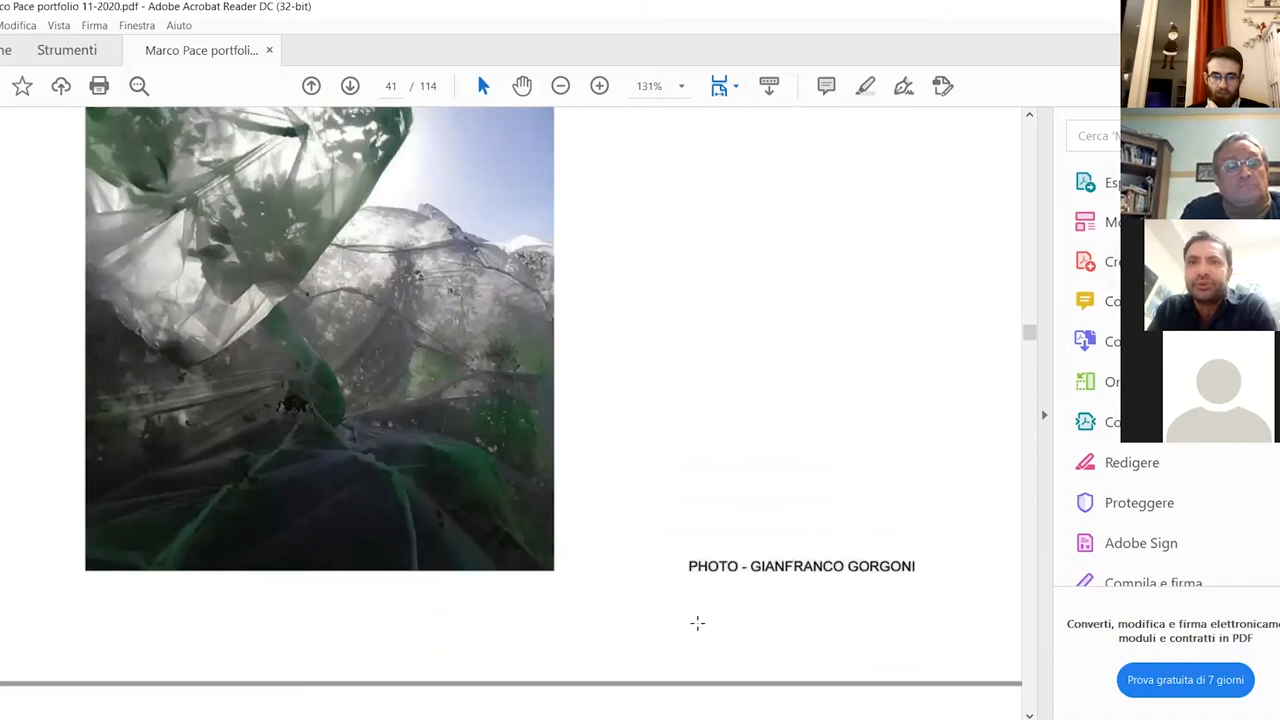 co Pace portfolio 11-2020.pdf - Adobe Acrobat Reader DC (32-bit)
Modifica Vista Firma Finestra Aiuto
Strumenti Marco Pace portfoli... ×
41 / 114 131%
Cerca
PHOTO - GIANFRANCO GORGONI
Redigere
Proteggere
Adobe Sign
Compila e firma
Converti, modifica e firma elettronicame
moduli e contratti in PDF
Prova gratuita di 7 giorni